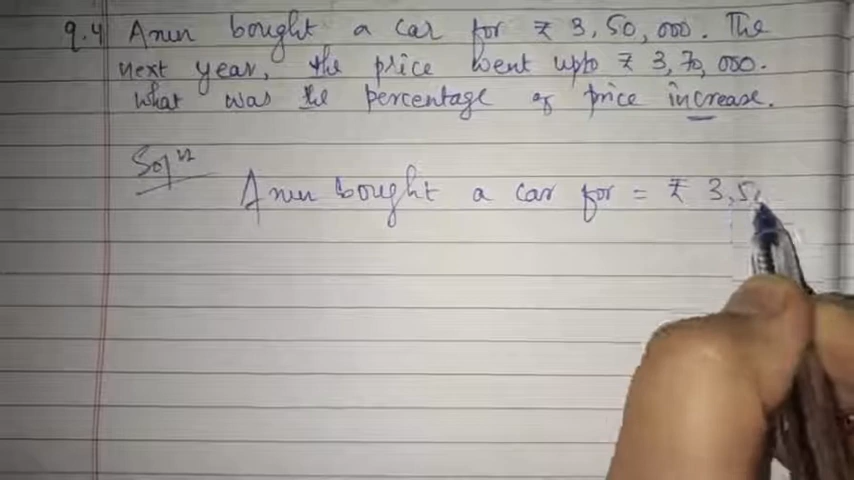 Q.4 Arun bought a car for ₹ 3,50,000. The
next year, the price went upto ₹ 3,70,000.
What was the percentage of price increase.
Solⁿ
Arun bought a car for = ₹ 3,5